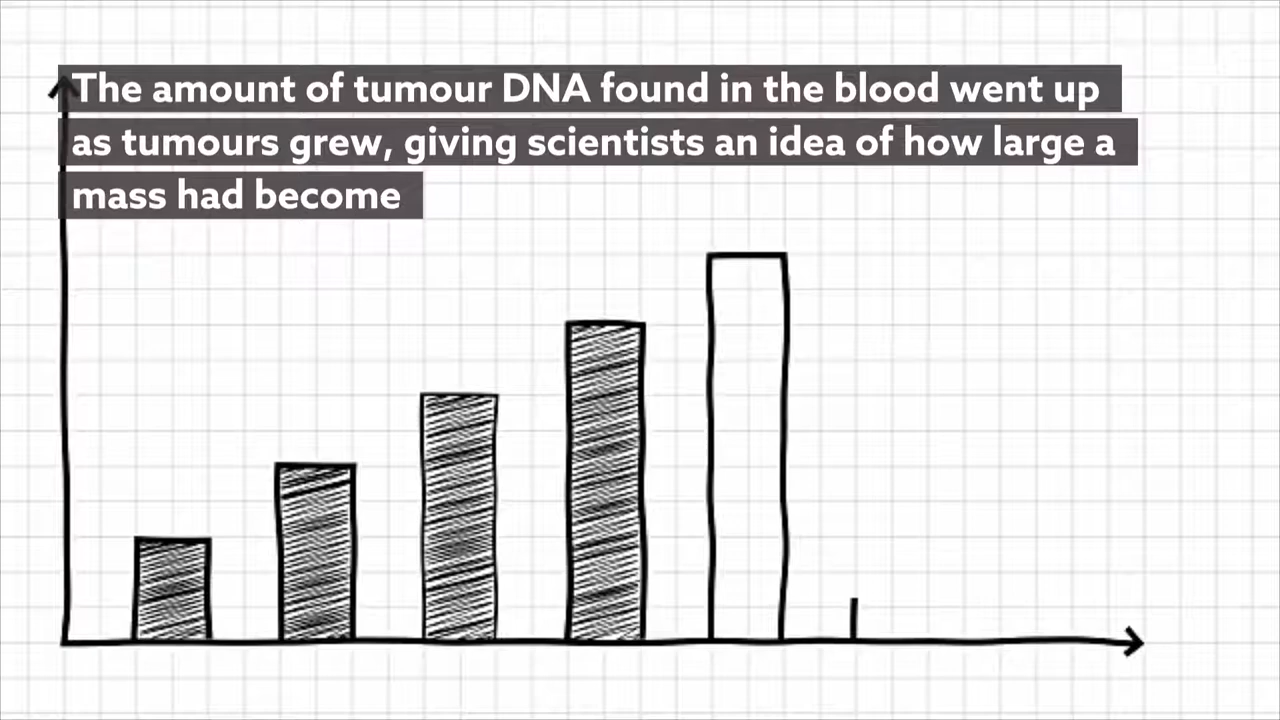 The amount of tumour DNA found in the blood went up
as tumours grew, giving scientists an idea of how large a
mass had become